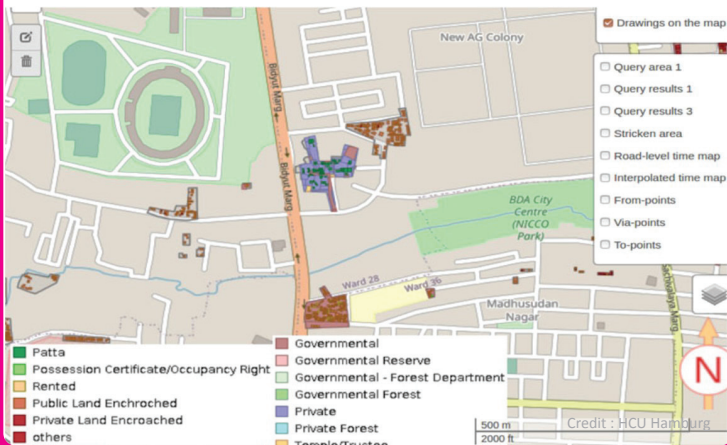 Drawings on the map
New AG Colony
Query area 1
Query results 1
Query results 3
Stricken area
Road-level time map
Interpolated time map
From-points
Via-points
To-points
Bidyut Marg
Bidyut Marg
BDA City
Centre
(NICCO
Park)
Ward 28
Ward 36
Madhusudan
Nagar
Sachivalaya Marg
N
Patta
Possession Certificate/Occupancy Right
Rented
Public Land Enchroched
Private Land Encroached
others
Governmental
Governmental Reserve
Governmental - Forest Department
Governmental Forest
Private
Private Forest
Temple/Trustee
500 m
2000 ft
Credit : HCU Hamburg